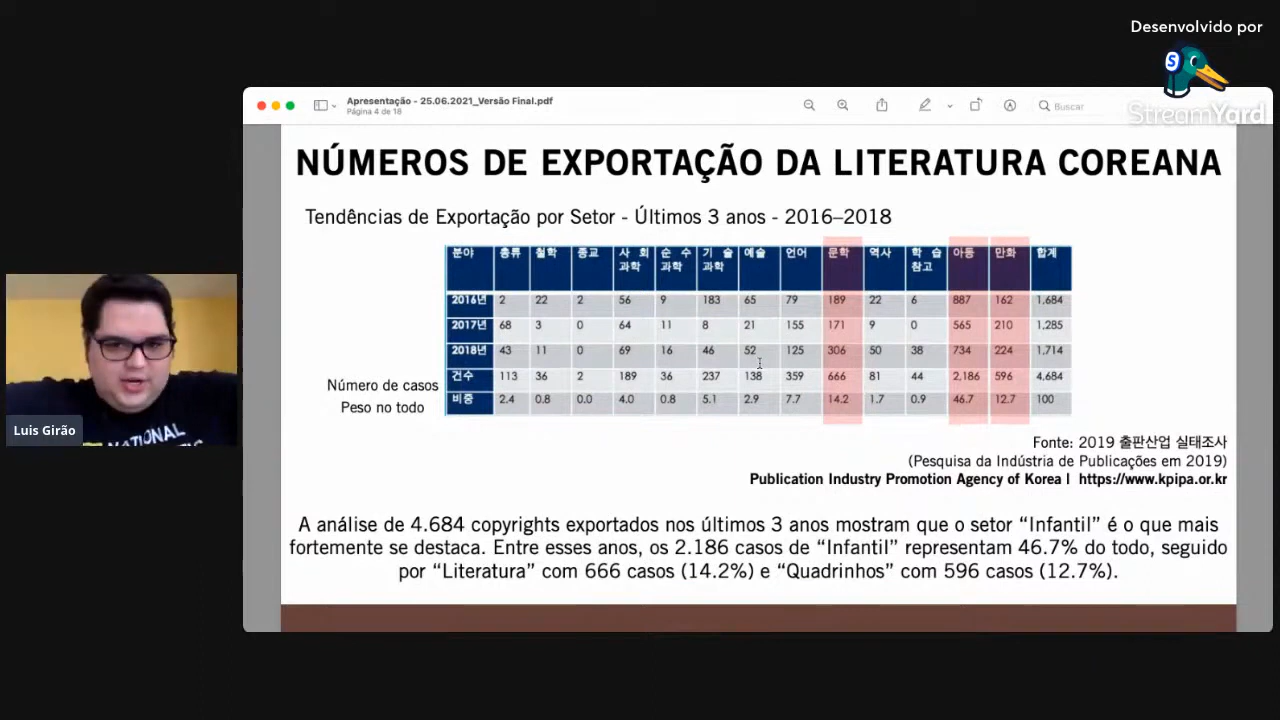 Desenvolvido por
StreamYard
Apresentação - 25.06.2021_Versão Final.pdf
Página 4 de 18
Buscar
NÚMEROS DE EXPORTAÇÃO DA LITERATURA COREANA
Tendências de Exportação por Setor - Últimos 3 anos - 2016–2018
분야 총류 철학 종교 사 회 과학 순 수 과학 기 술 과학 예술 언어 문학 역사 학 습 참고 아동 만화 합계
2016년 2 22 2 56 9 183 65 79 189 22 6 887 162 1,684
2017년 68 3 0 64 11 8 21 155 171 9 0 565 210 1,285
2018년 43 11 0 69 16 46 52 125 306 50 38 734 224 1,714
Número de casos 건수 113 36 2 189 36 237 138 359 666 81 44 2,186 596 4,684
Peso no todo 비중 2.4 0.8 0.0 4.0 0.8 5.1 2.9 7.7 14.2 1.7 0.9 46.7 12.7 100
Fonte: 2019 출판산업 실태조사
(Pesquisa da Indústria de Publicações em 2019)
Publication Industry Promotion Agency of Korea | https://www.kpipa.or.kr
A análise de 4.684 copyrights exportados nos últimos 3 anos mostram que o setor “Infantil” é o que mais
fortemente se destaca. Entre esses anos, os 2.186 casos de “Infantil” representam 46.7% do todo, seguido
por “Literatura” com 666 casos (14.2%) e “Quadrinhos” com 596 casos (12.7%).
Luis Girão